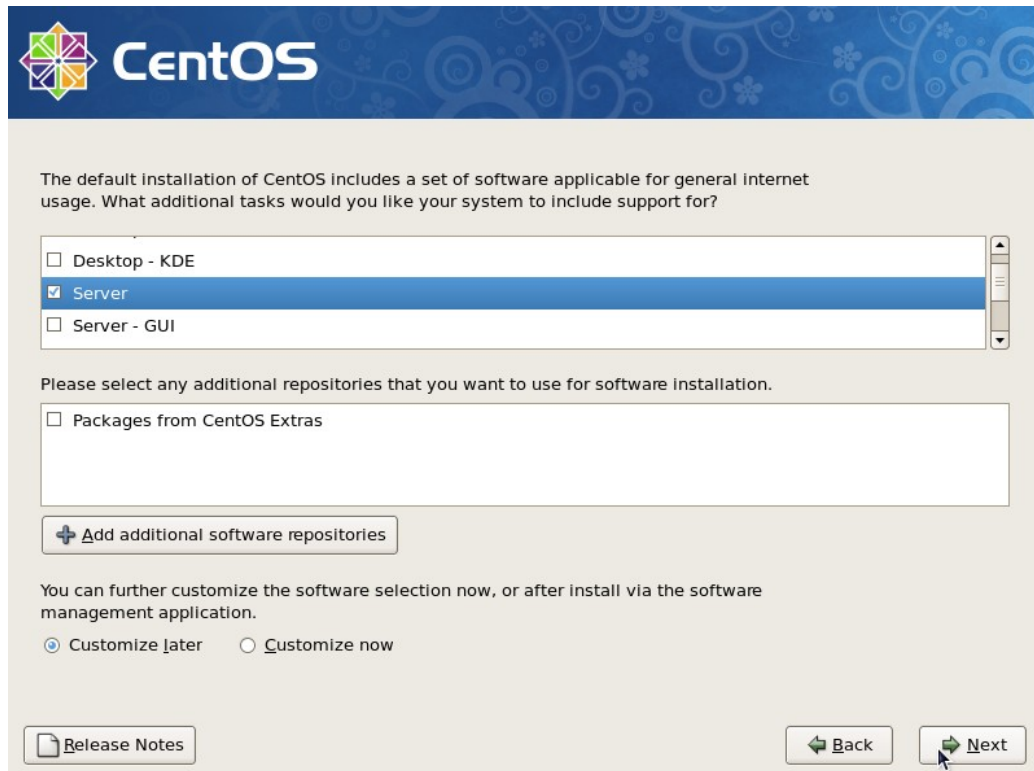 CentOS
The default installation of CentOS includes a set of software applicable for general internet
usage. What additional tasks would you like your system to include support for?
Desktop - KDE
Server
Server - GUI
Please select any additional repositories that you want to use for software installation.
Packages from CentOS Extras
Add additional software repositories
You can further customize the software selection now, or after install via the software
management application.
Customize later Customize now
Release Notes Back Next